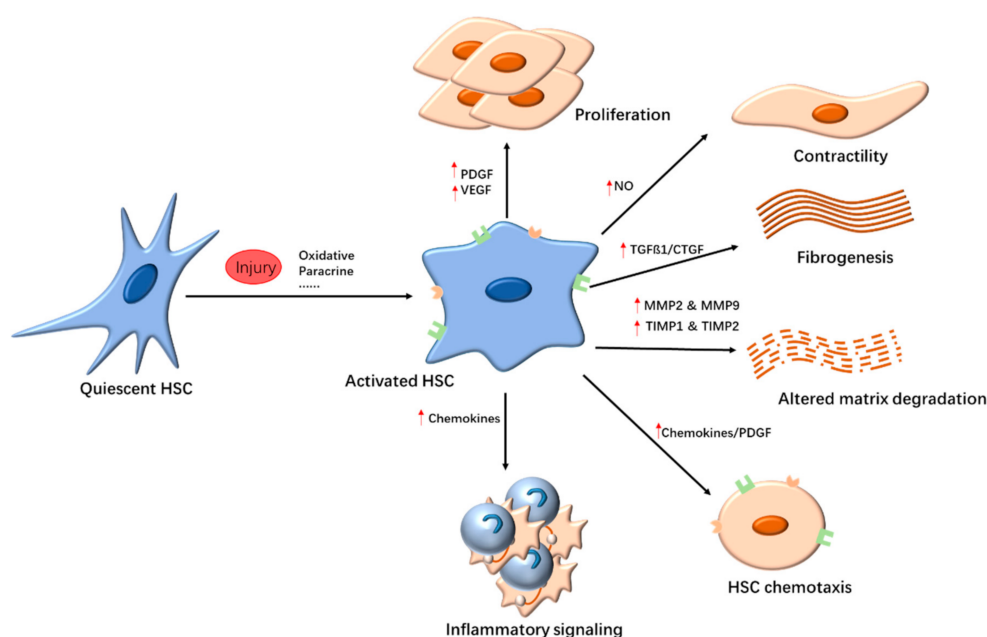 Proliferation
Contractility
↑PDGF
↑VEGF
↑NO
Injury
Oxidative
Paracrine
......
↑TGFß1/CTGF
Fibrogenesis
↑MMP2 & MMP9
↑TIMP1 & TIMP2
Quiescent HSC
Activated HSC
Altered matrix degradation
↑Chemokines
↑Chemokines/PDGF
HSC chemotaxis
Inflammatory signaling